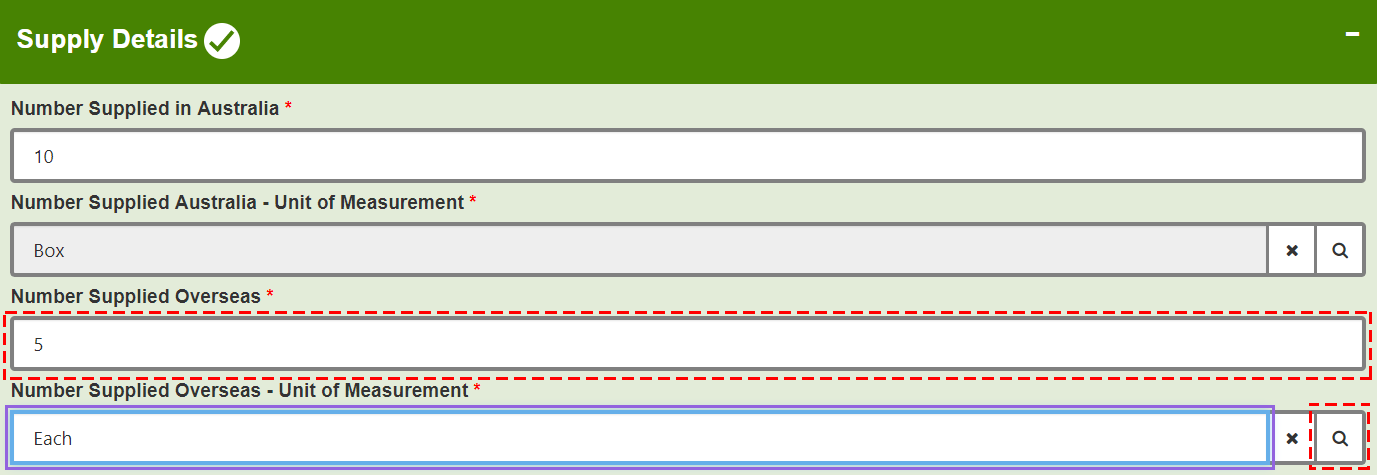 Supply Details
Number Supplied in Australia *
10
Number Supplied Australia - Unit of Measurement *
Box
Number Supplied Overseas *
5
Number Supplied Overseas - Unit of Measurement *
Each